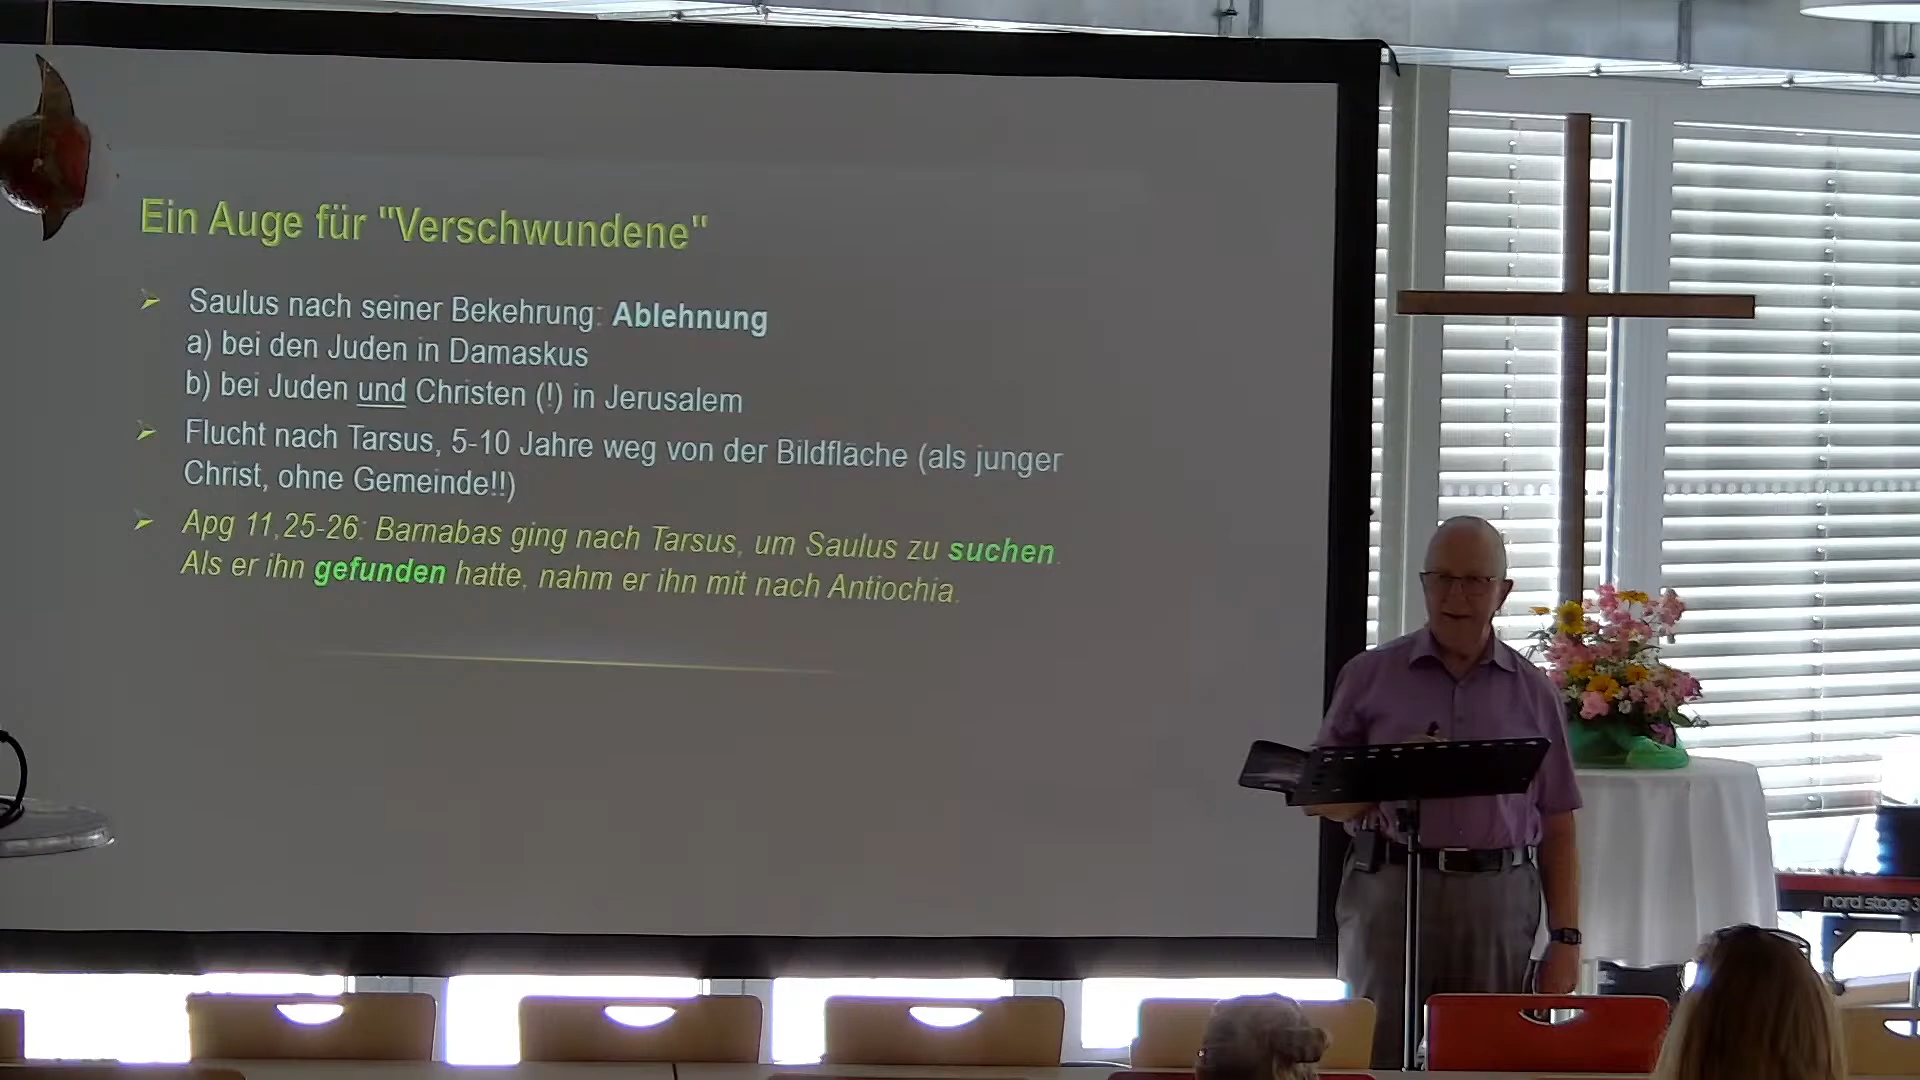 Ein Auge für "Verschwundene"
Saulus nach seiner Bekehrung: Ablehnung
a) bei den Juden in Damaskus
b) bei Juden und Christen (!) in Jerusalem
Flucht nach Tarsus, 5-10 Jahre weg von der Bildfläche (als junger
Christ, ohne Gemeinde!!)
Apg 11,25-26: Barnabas ging nach Tarsus, um Saulus zu suchen.
Als er ihn gefunden hatte, nahm er ihn mit nach Antiochia.
nord stage 3